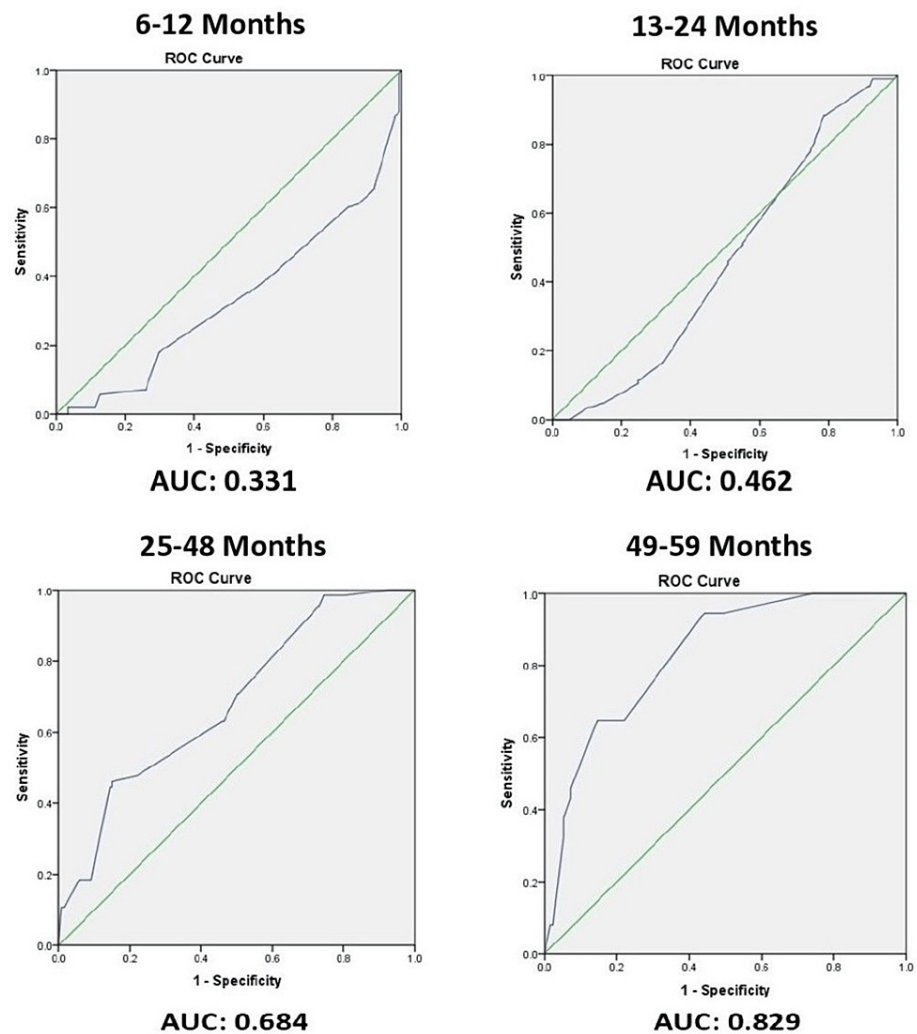 6-12 Months
ROC Curve
1.0
0.8
0.6
0.4
0.2
0.0
Sensitivity
0.0 0.2 0.4 0.6 0.8 1.0
1 - Specificity
AUC: 0.331
13-24 Months
ROC Curve
1.0
0.8
0.6
0.4
0.2
0.0
Sensitivity
0.0 0.2 0.4 0.6 0.8 1.0
1 - Specificity
AUC: 0.462
25-48 Months
ROC Curve
1.0
0.8
0.6
0.4
0.2
0.0
Sensitivity
0.0 0.2 0.4 0.6 0.8 1.0
1 - Specificity
AUC: 0.684
49-59 Months
ROC Curve
1.0
0.8
0.6
0.4
0.2
0.0
Sensitivity
0.0 0.2 0.4 0.6 0.8 1.0
1 - Specificity
AUC: 0.829